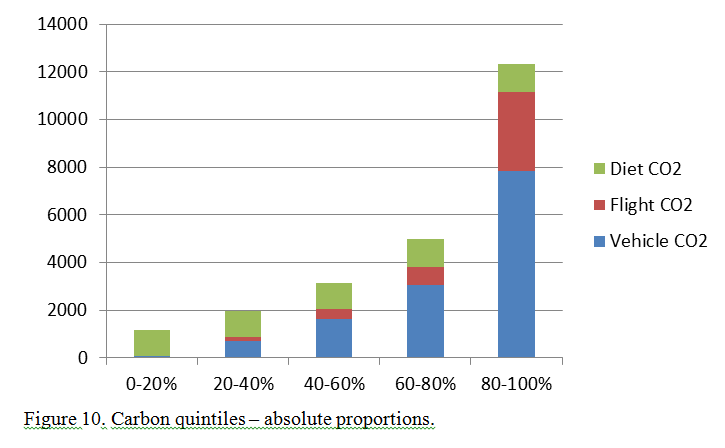 14000
12000
10000
8000
6000
4000
2000
0
0-20% 20-40% 40-60% 60-80% 80-100%
Diet CO2
Flight CO2
Vehicle CO2
Figure 10. Carbon quintiles – absolute proportions.